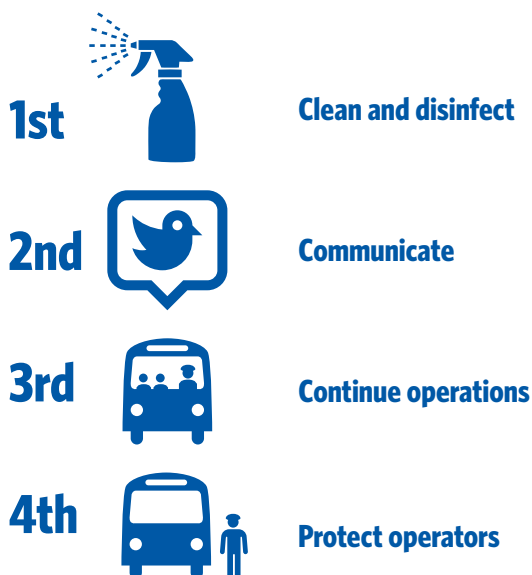 1st
Clean and disinfect
2nd
Communicate
3rd
Continue operations
4th
Protect operators